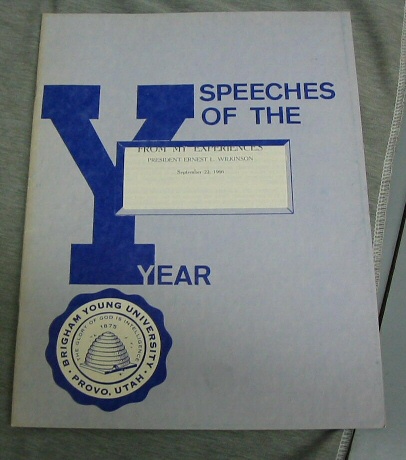 SPEECHES
OF THE
Y
FROM MY EXPERIENCES
PRESIDENT ERNEST L. WILKINSON
September 22, 1966
YEAR
BRIGHAM YOUNG UNIVERSITY
THE GLORY OF GOD IS INTELLIGENCE
1875
PROVO, UTAH